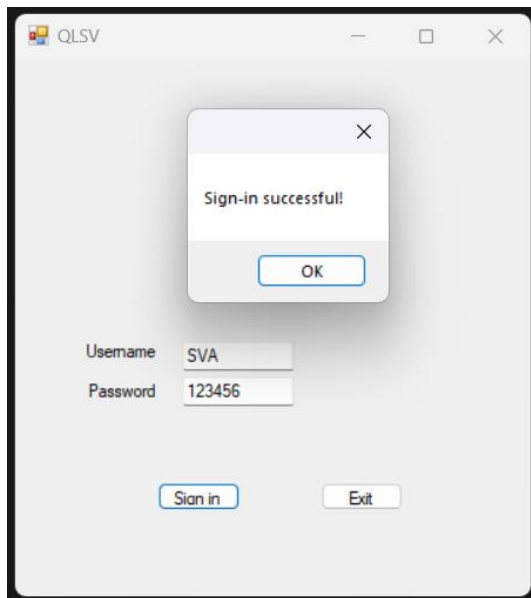 QLSV
Sign-in successful!
OK
Username SVA
Password 123456
Sign in Exit